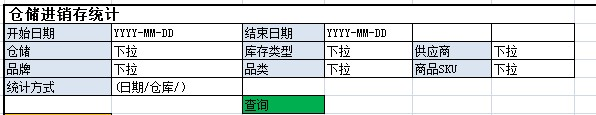 仓储进销存统计
开始日期 YYYY-MM-DD 结束日期 YYYY-MM-DD
仓储 下拉 库存类型 下拉 供应商 下拉
品牌 下拉 品类 下拉 商品SKU 下拉
统计方式 (日期/仓库/)
查询